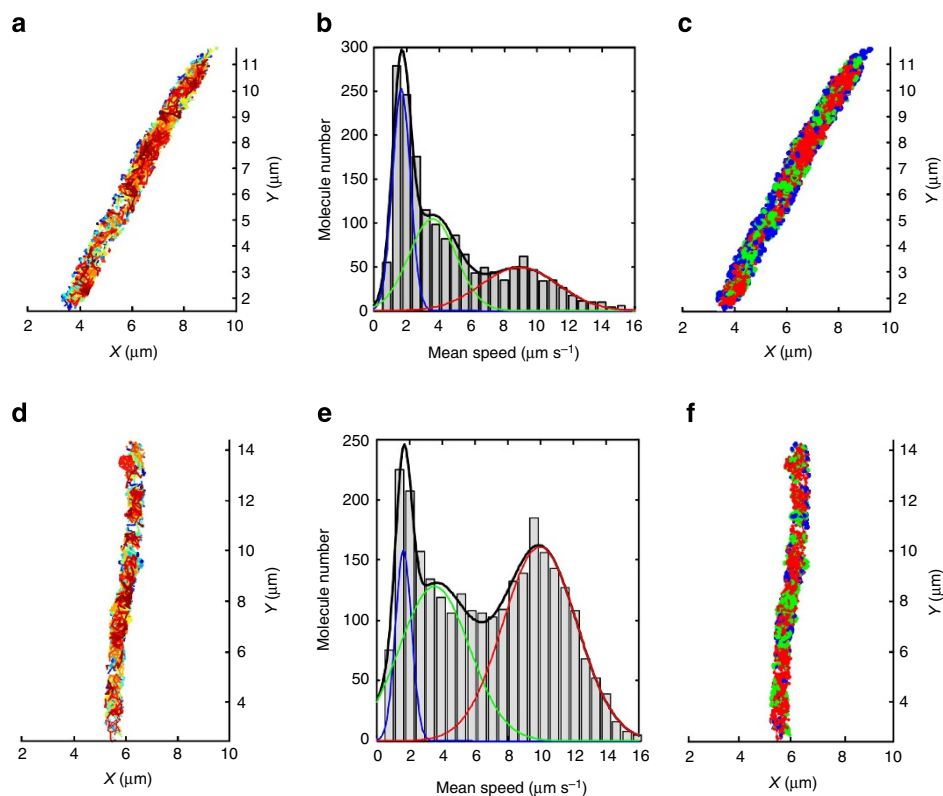 a
11
10
9
8
7
6
5
4
3
2
Y (μm)
2 4 6 8 10
X (μm)
b
300
250
200
150
100
50
0
Molecule number
0 2 4 6 8 10 12 14 16
Mean speed (μm s⁻¹)
c
11
10
9
8
7
6
5
4
3
2
Y (μm)
2 4 6 8 10
X (μm)
d
14
12
10
8
6
4
Y (μm)
2 4 6 8 10
X (μm)
e
250
200
150
100
50
0
Molecule number
0 2 4 6 8 10 12 14 16
Mean speed (μm s⁻¹)
f
14
12
10
8
6
4
Y (μm)
2 4 6 8 10
X (μm)